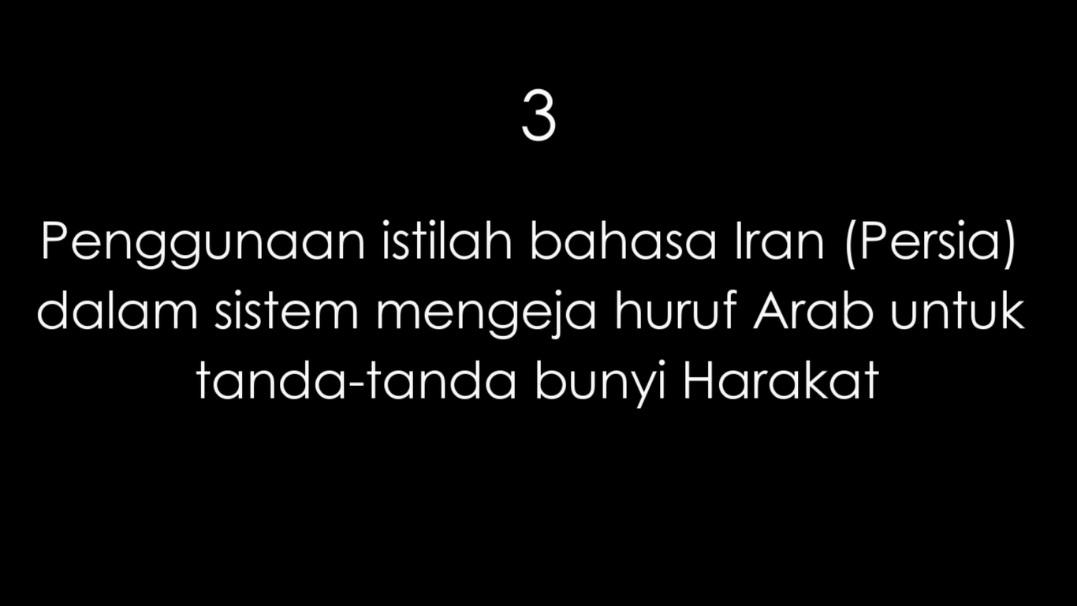 3
Penggunaan istilah bahasa Iran (Persia)
dalam sistem mengeja huruf Arab untuk
tanda-tanda bunyi Harakat